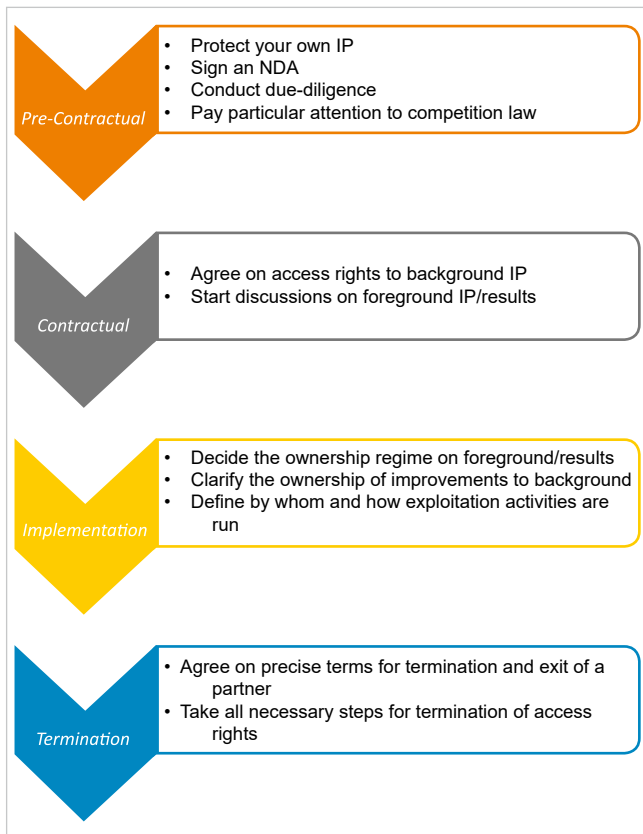 Pre-Contractual
• Protect your own IP
• Sign an NDA
• Conduct due-diligence
• Pay particular attention to competition law
Contractual
• Agree on access rights to background IP
• Start discussions on foreground IP/results
Implementation
• Decide the ownership regime on foreground/results
• Clarify the ownership of improvements to background
• Define by whom and how exploitation activities are
run
Termination
• Agree on precise terms for termination and exit of a
partner
• Take all necessary steps for termination of access
rights